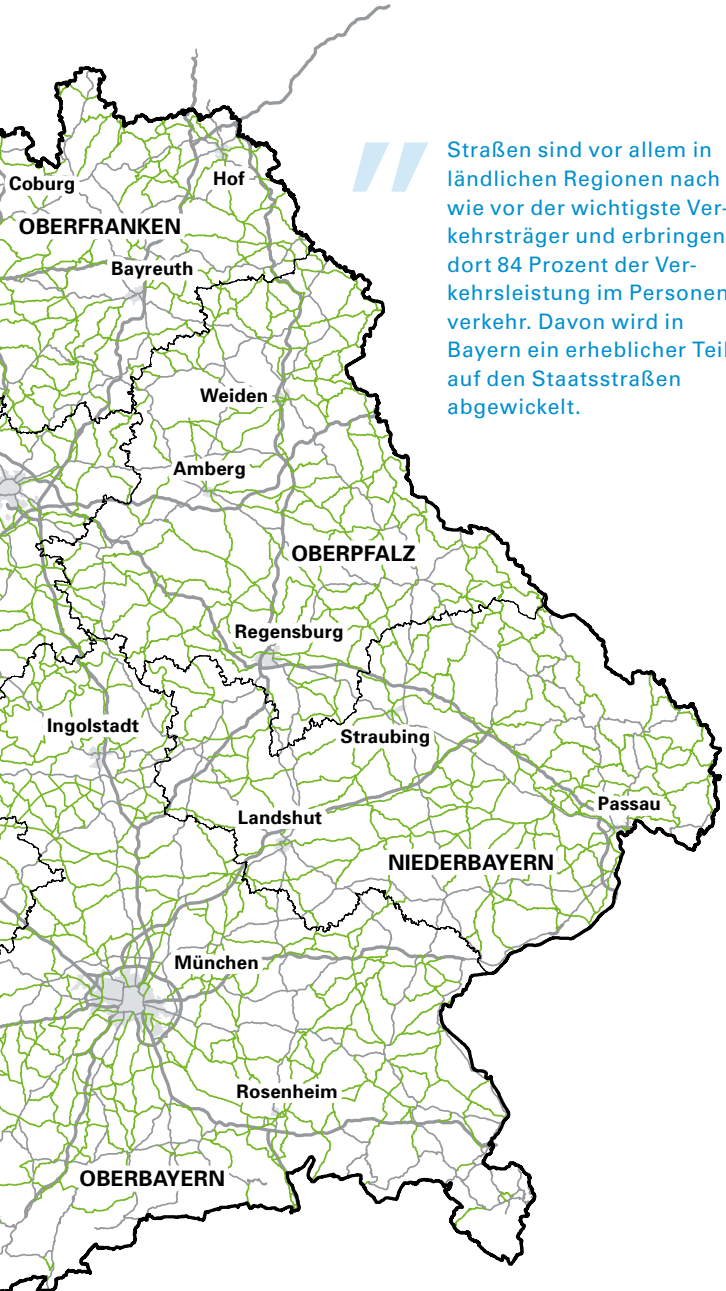 Straßen sind vor allem in
ländlichen Regionen nach
wie vor der wichtigste Ver-
kehrsträger und erbringen
dort 84 Prozent der Ver-
kehrsleistung im Personen
verkehr. Davon wird in
Bayern ein erheblicher Teil
auf den Staatsstraßen
abgewickelt.
Coburg
Hof
OBERFRANKEN
Bayreuth
Weiden
Amberg
OBERPFALZ
Regensburg
Ingolstadt
Straubing
Passau
Landshut
NIEDERBAYERN
München
Rosenheim
OBERBAYERN